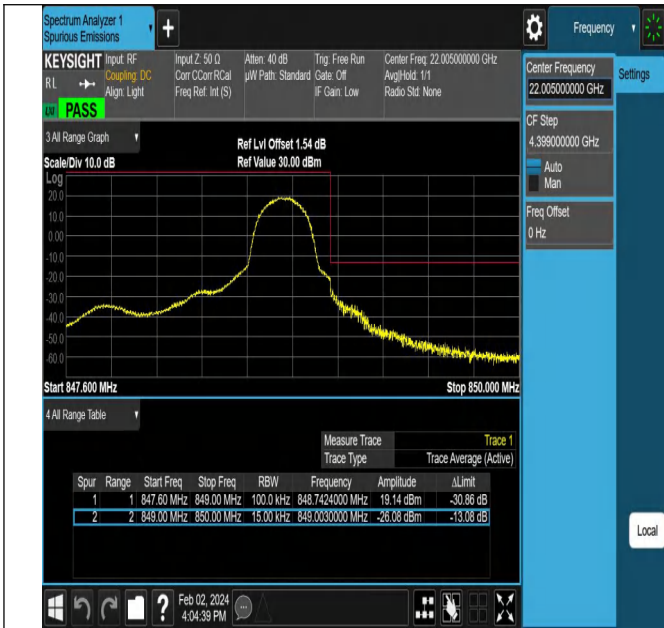 Spectrum Analyzer 1
Spurious Emissions
Frequency
KEYSIGHT
RL
Input: RF
Coupling: DC
Align: Light
Input Z: 50 Ω
Corr CCorr RCal
Freq Ref: Int (S)
Atten: 40 dB
µW Path: Standard
Trig: Free Run
Gate: Off
IF Gain: Low
Center Freq: 22.005000000 GHz
Avg|Hold: 1/1
Radio Std: None
PASS
Center Frequency
22.005000000 GHz
Settings
CF Step
4.399000000 GHz
Auto
Man
Freq Offset
0 Hz
3 All Range Graph
Ref Lvl Offset 1.54 dB
Scale/Div 10.0 dB
Ref Value 30.00 dBm
Log
20.0
10.0
0.00
-10.0
-20.0
-30.0
-40.0
-50.0
-60.0
Start 847.600 MHz
Stop 850.000 MHz
4 All Range Table
Measure Trace Trace 1
Trace Type Trace Average (Active)
Spur Range Start Freq Stop Freq RBW Frequency Amplitude ΔLimit
1 1 847.60 MHz 849.00 MHz 100.0 kHz 848.7424000 MHz 19.14 dBm -30.86 dB
2 2 849.00 MHz 850.00 MHz 15.00 kHz 849.0030000 MHz -26.08 dBm -13.08 dB
Local
?
Feb 02, 2024
4:04:39 PM